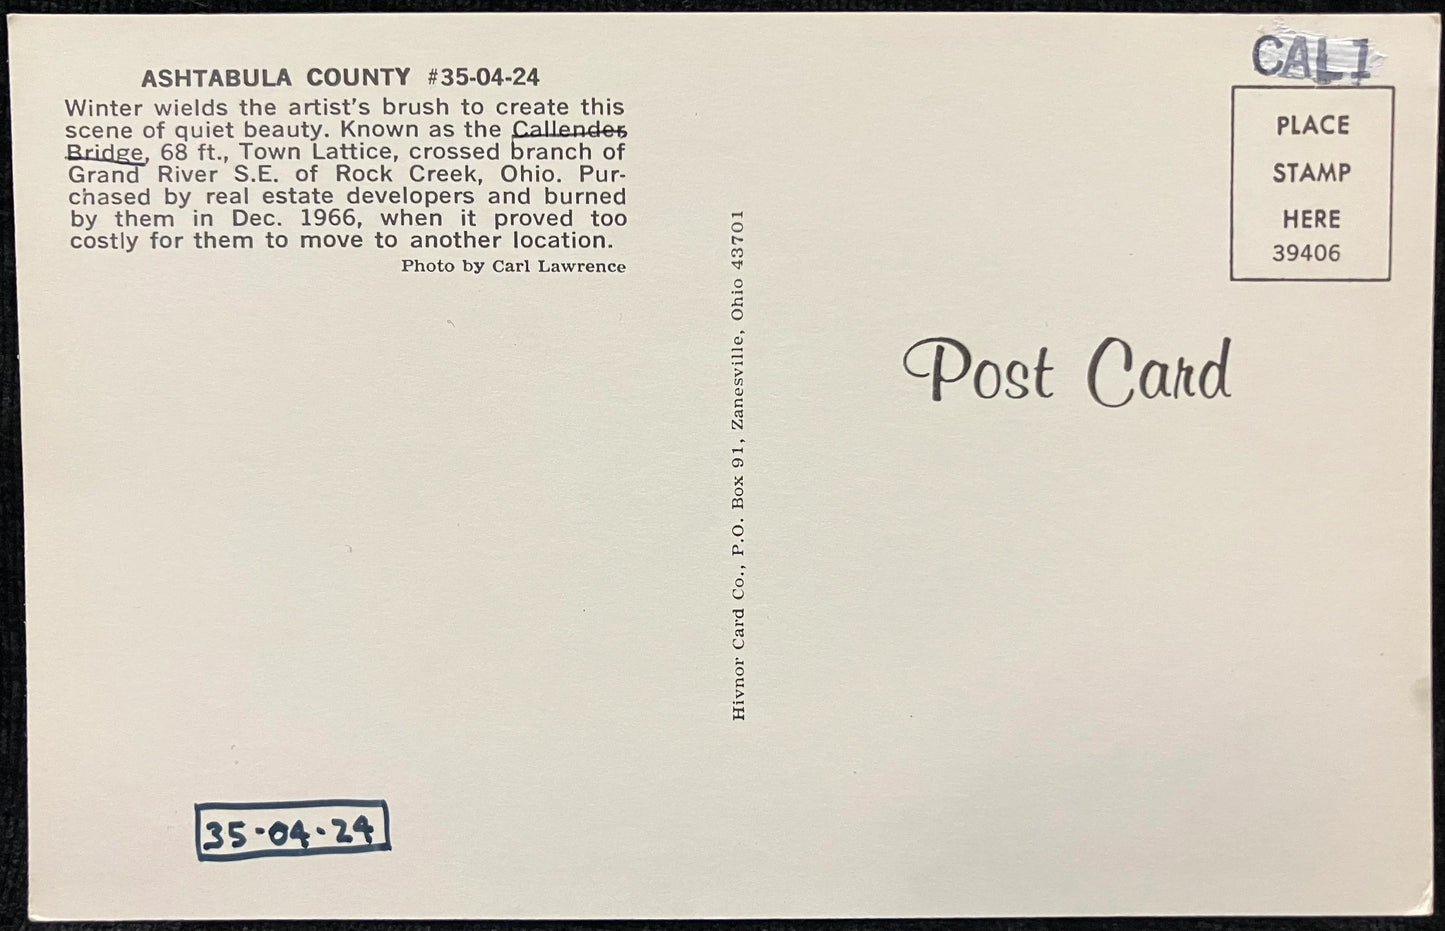 ASHTABULA COUNTY #35-04-24
Winter wields the artist's brush to create this
scene of quiet beauty. Known as the Callender
Bridge, 68 ft., Town Lattice, crossed branch of
Grand River S.E. of Rock Creek, Ohio. Pur-
chased by real estate developers and burned
by them in Dec. 1966, when it proved too
costly for them to move to another location.
Photo by Carl Lawrence
35-04-24
Hivnor Card Co., P.O. Box 91, Zanesville, Ohio 43701
CALI
PLACE
STAMP
HERE
39406
Post Card